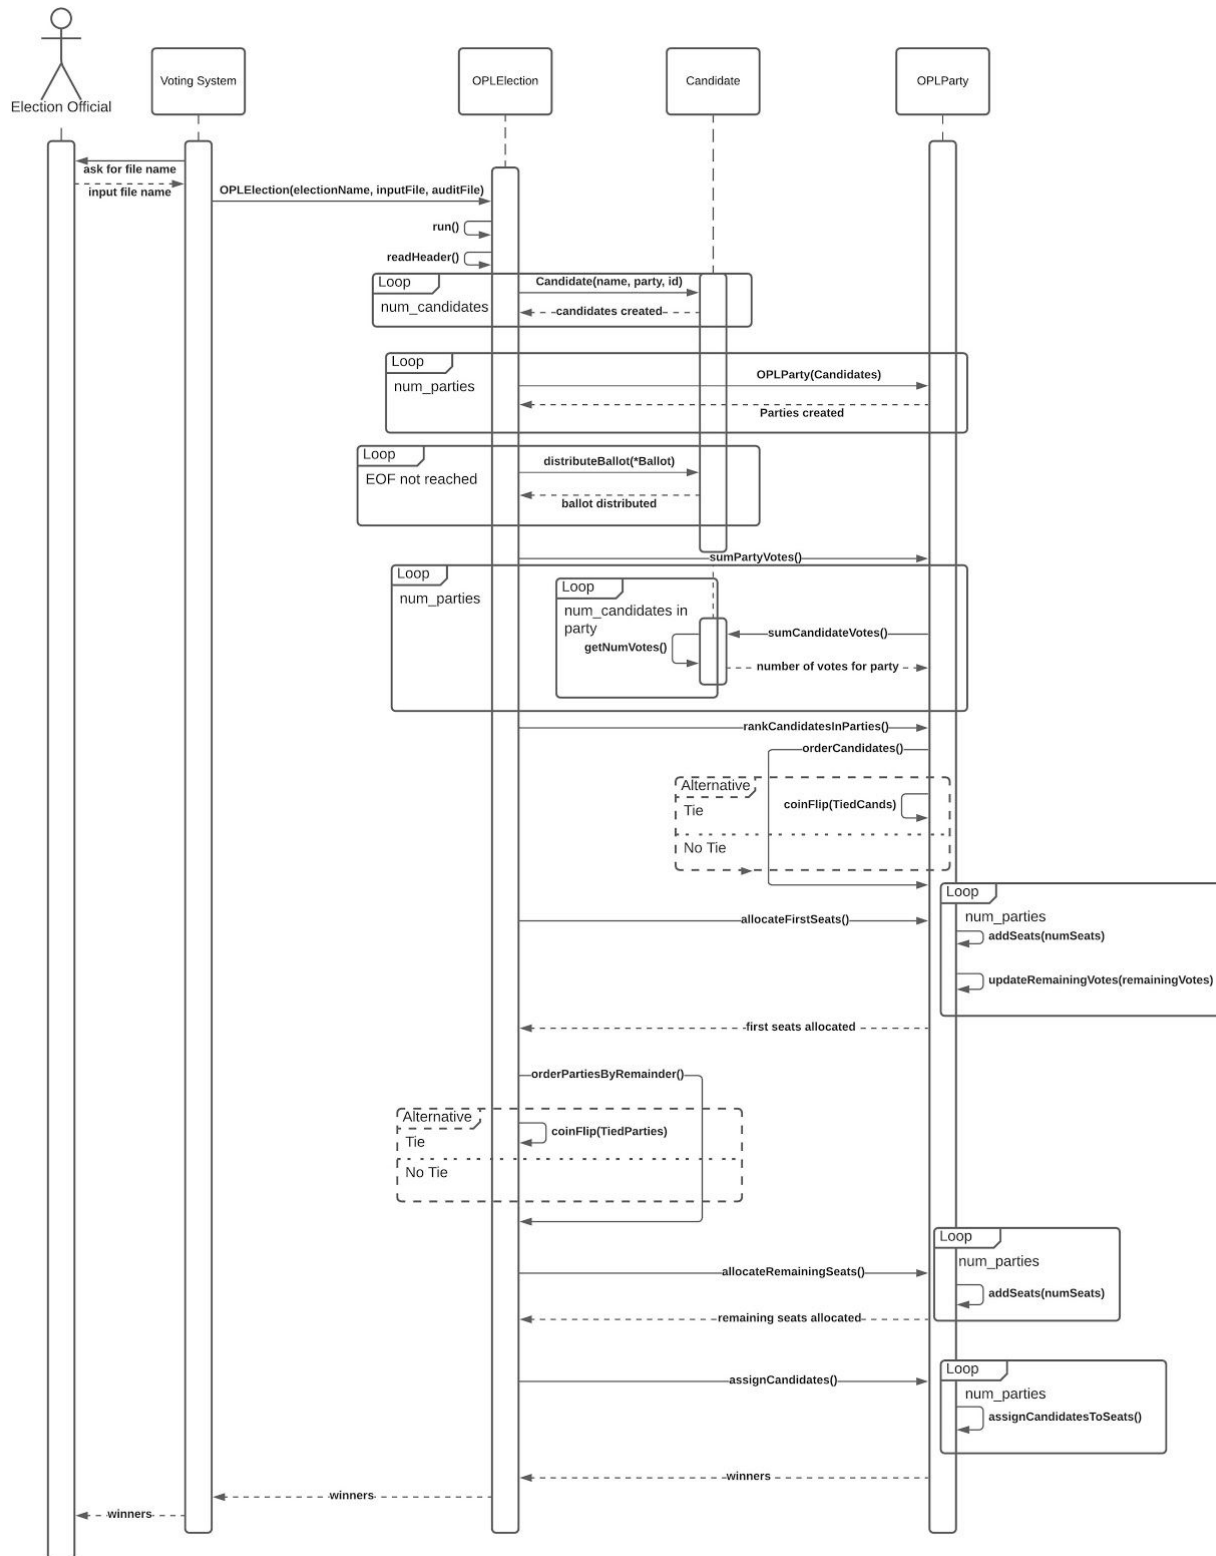 Election Official
Voting System
OPLElection
Candidate
OPLParty
ask for file name
input file name
OPLElection(electionName, inputFile, auditFile)
run()
readHeader()
Loop
num_candidates
Candidate(name, party, id)
candidates created
Loop
num_parties
OPLParty(Candidates)
Parties created
Loop
EOF not reached
distributeBallot(*Ballot)
ballot distributed
sumPartyVotes()
Loop
num_parties
Loop
num_candidates in
party
sumCandidateVotes()
getNumVotes()
number of votes for party
rankCandidatesInParties()
orderCandidates()
Alternative
Tie
coinFlip(TiedCands)
No Tie
Loop
num_parties
allocateFirstSeats()
addSeats(numSeats)
updateRemainingVotes(remainingVotes)
first seats allocated
orderPartiesByRemainder()
Alternative
Tie
coinFlip(TiedParties)
No Tie
Loop
num_parties
allocateRemainingSeats()
addSeats(numSeats)
remaining seats allocated
Loop
num_parties
assignCandidates()
assignCandidatesToSeats()
winners
winners
winners